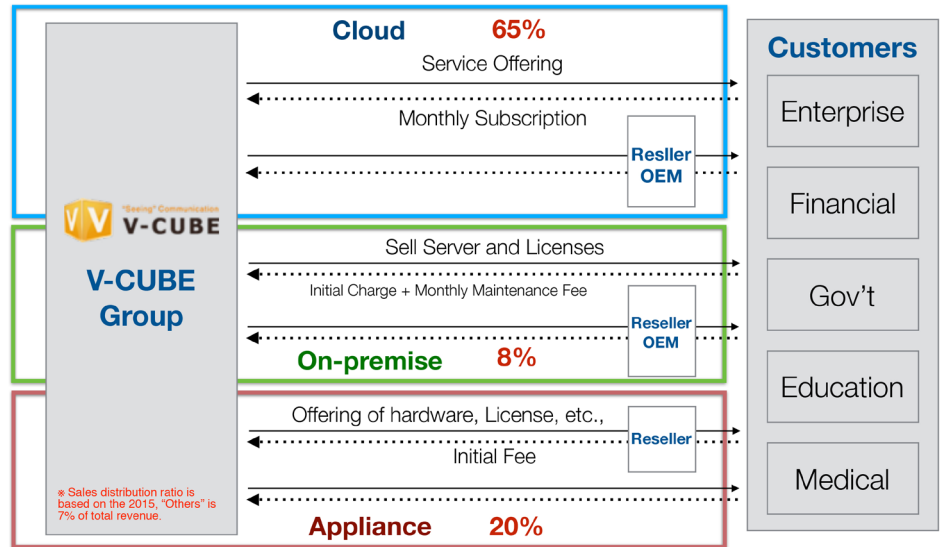 Cloud 65%
Service Offering
Monthly Subscription
Resller
OEM
"Seeing" Communication
V-CUBE
V-CUBE
Group
Sell Server and Licenses
Initial Charge + Monthly Maintenance Fee
Reseller
OEM
On-premise 8%
Offering of hardware, License, etc.,
Reseller
Initial Fee
Appliance 20%
※ Sales distribution ratio is
based on the 2015, “Others” is
7% of total revenue.
Customers
Enterprise
Financial
Gov’t
Education
Medical